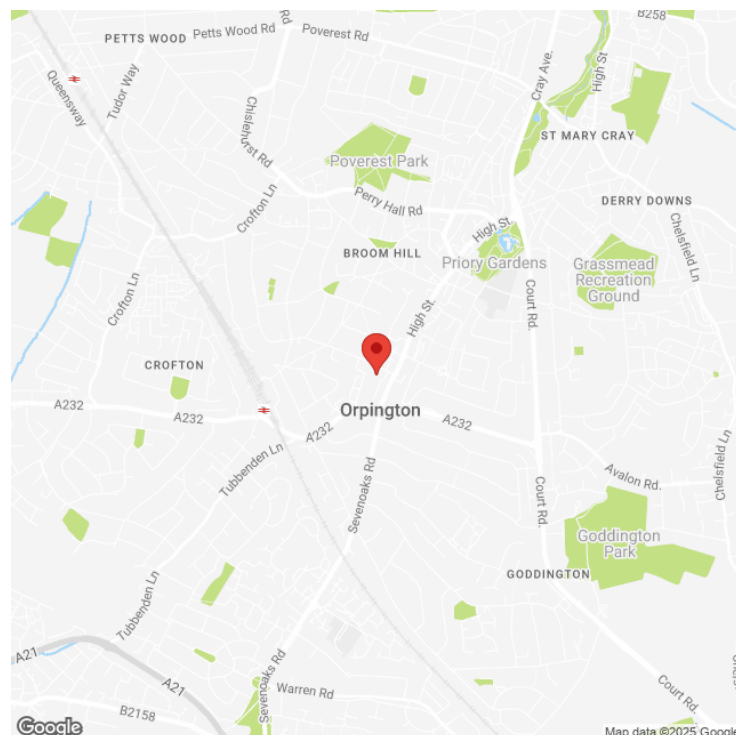 B258
Petts Wood Rd
Poverest Rd
PETTS WOOD
Rd
Queensway
Tudor Way
Cray Ave.
High St
Chislehurst Rd
ST MARY CRAY
Poverest Park
Crofton Ln
Perry Hall Rd
DERRY DOWNS
High St.
Chelsfield Ln
BROOM HILL
Priory Gardens
Grassmead
Recreation
Ground
Crofton Ln
Court Rd.
High St.
CROFTON
A232
A232
Orpington
A232
A232
Tubbenden Ln
Sevenoaks Rd
Avalon Rd.
Chelsfield Ln
Court Rd.
Goddington
Park
GODDINGTON
Tubbenden Ln
A21
A21
Sevenoaks Rd
Warren Rd
Court Rd.
B2158
Google
Map data ©2025 Google